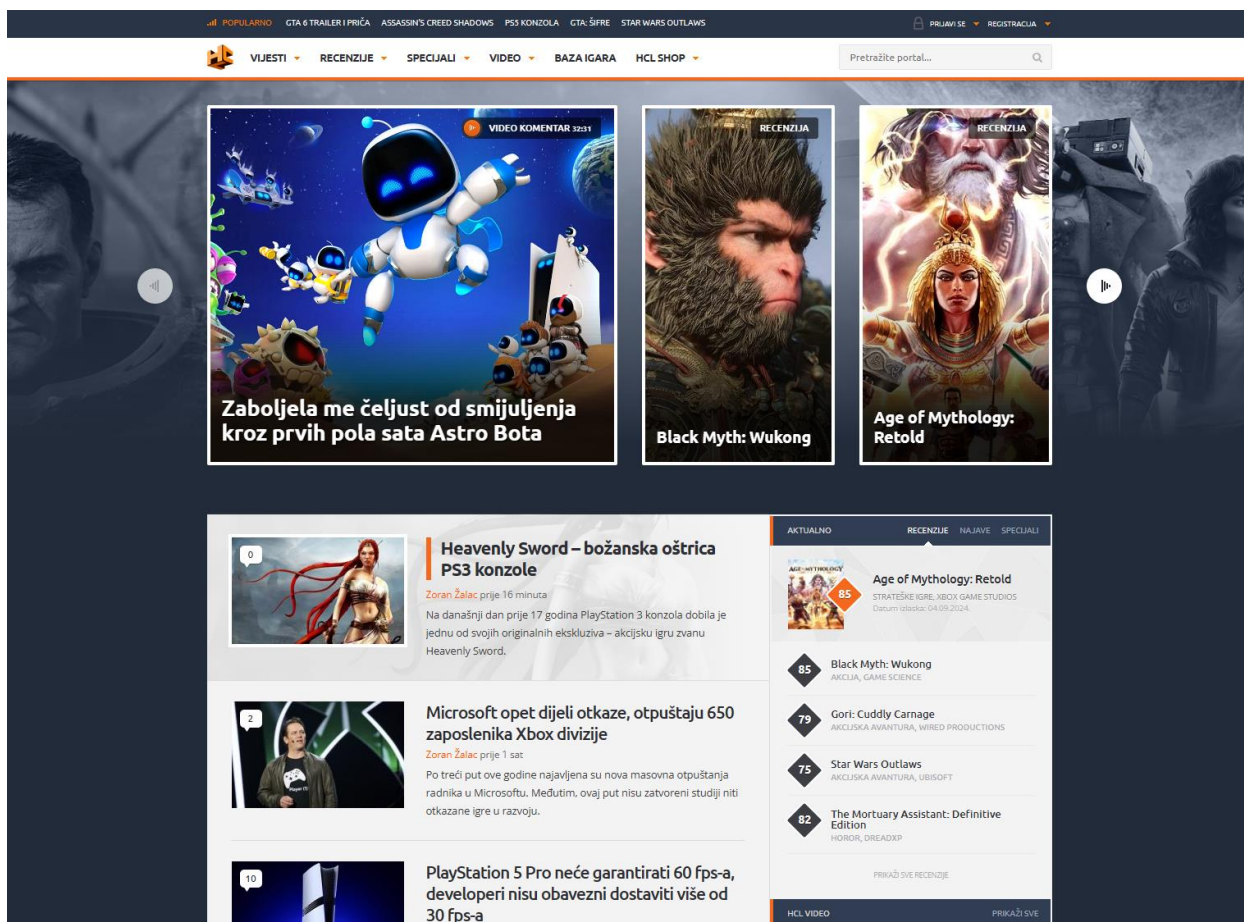 POPULARNO GTA 6 TRAILER I PRIČA ASSASSIN'S CREED SHADOWS PS5 KONZOLA GTA: ŠIFRE STAR WARS OUTLAWS
PRIJAVI SE REGISTRACIJA
VIJESTI RECENZIJE SPECIJALI VIDEO BAZA IGARA HCL SHOP
Pretražite portal...
VIDEO KOMENTAR 32:31
Zaboljela me čeljust od smijuljenja
kroz prvih pola sata Astro Bota
RECENZIJA
Black Myth: Wukong
RECENZIJA
Age of Mythology:
Retold
0
Heavenly Sword – božanska oštrica
PS3 konzole
Zoran Žalac prije 16 minuta
Na današnji dan prije 17 godina PlayStation 3 konzola dobila je
jednu od svojih originalnih ekskluziva – akcijsku igru zvanu
Heavenly Sword.
2
Microsoft opet dijeli otkaze, otpuštaju 650
zaposlenika Xbox divizije
Zoran Žalac prije 1 sat
Po treći put ove godine najavljena su nova masovna otpuštanja
radnika u Microsoftu. Međutim, ovaj put nisu zatvoreni studiji niti
otkazane igre u razvoju.
10
PlayStation 5 Pro neće garantirati 60 fps-a,
developeri nisu obavezni dostaviti više od
30 fps-a
AKTUALNO RECENZIJE NAJAVE SPECIJALI
AGE OF MYTHOLOGY
85
Age of Mythology: Retold
STRATEŠKE IGRE, XBOX GAME STUDIOS
Datum izlaska: 04.09.2024.
85
Black Myth: Wukong
AKCIJA, GAME SCIENCE
79
Gori: Cuddly Carnage
AKCIJSKA AVANTURA, WIRED PRODUCTIONS
75
Star Wars Outlaws
AKCIJSKA AVANTURA, UBISOFT
82
The Mortuary Assistant: Definitive
Edition
HOROR, DREADXP
PRIKAŽI SVE RECENZIJE
HCL VIDEO PRIKAŽI SVE